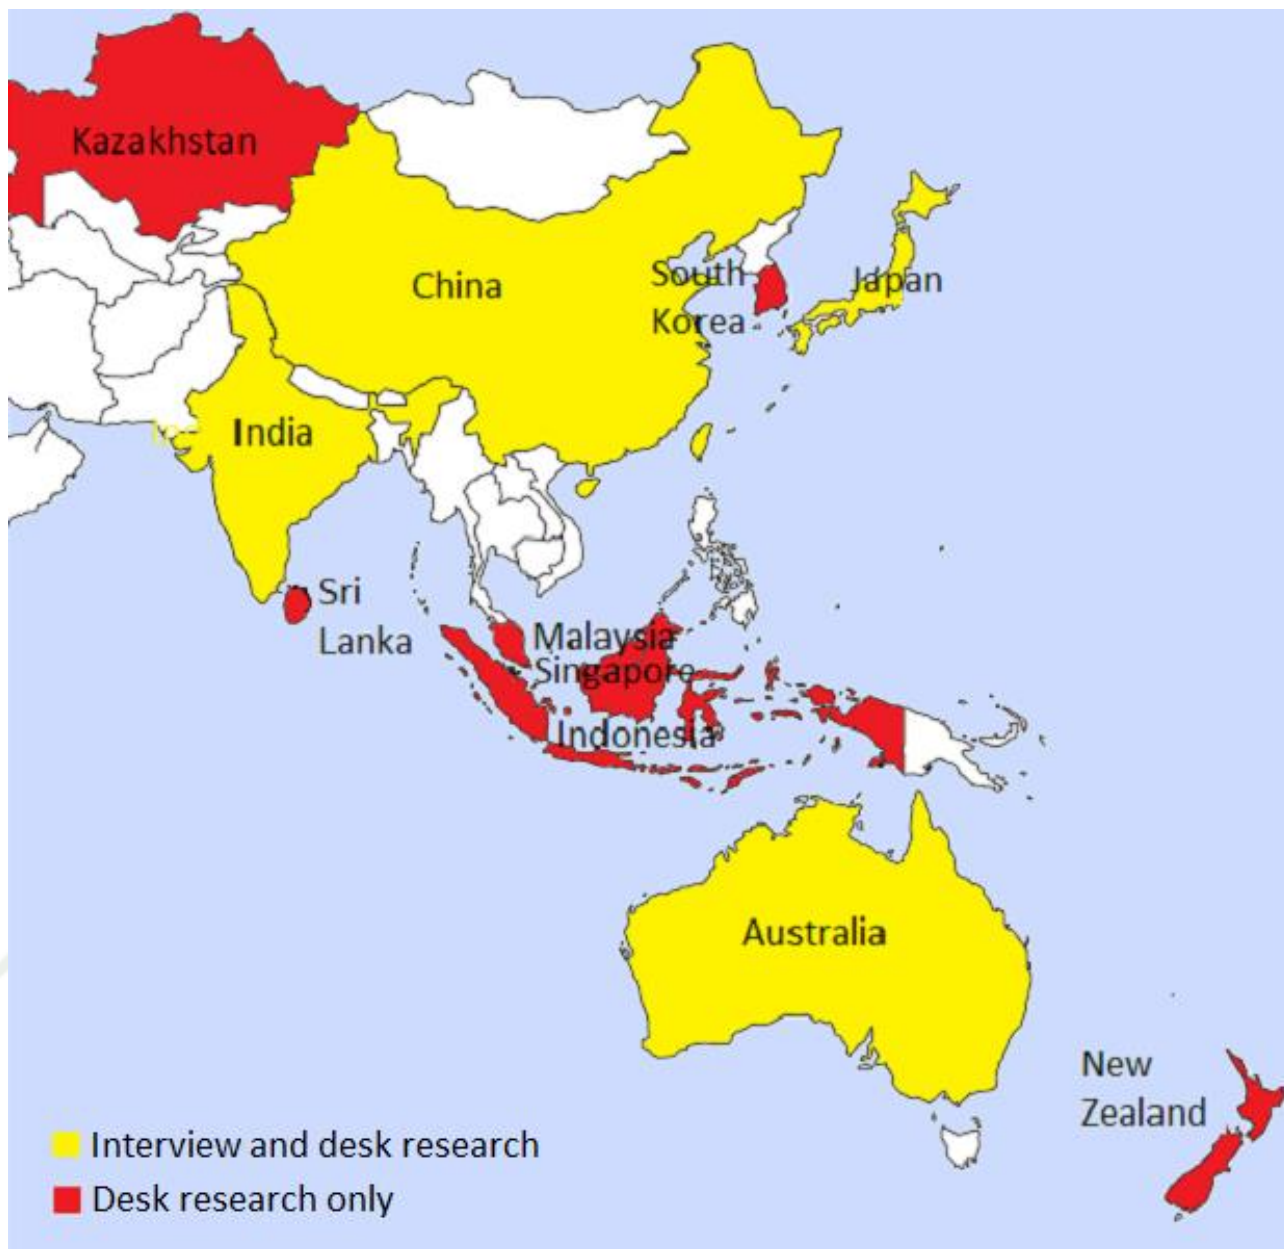 Kazakhstan
China
South
Korea
Japan
India
Sri
Lanka
Malaysia
Singapore
Indonesia
Australia
New
Zealand
Interview and desk research
Desk research only